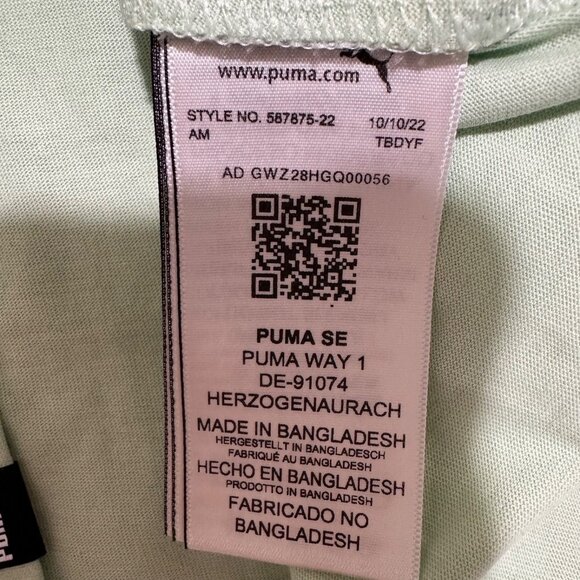 www.puma.com
STYLE NO. 587875-22 10/10/22
AM TBDYF
AD GWZ28HGQ00056
PUMA SE
PUMA WAY 1
DE-91074
HERZOGENAURACH
MADE IN BANGLADESH
HERGESTELLT IN BANGLADESCH
FABRIQUÉ AU BANGLADESH
HECHO EN BANGLADESH
PRODOTTO IN BANGLADESH
FABRICADO NO
BANGLADESH
PUMA